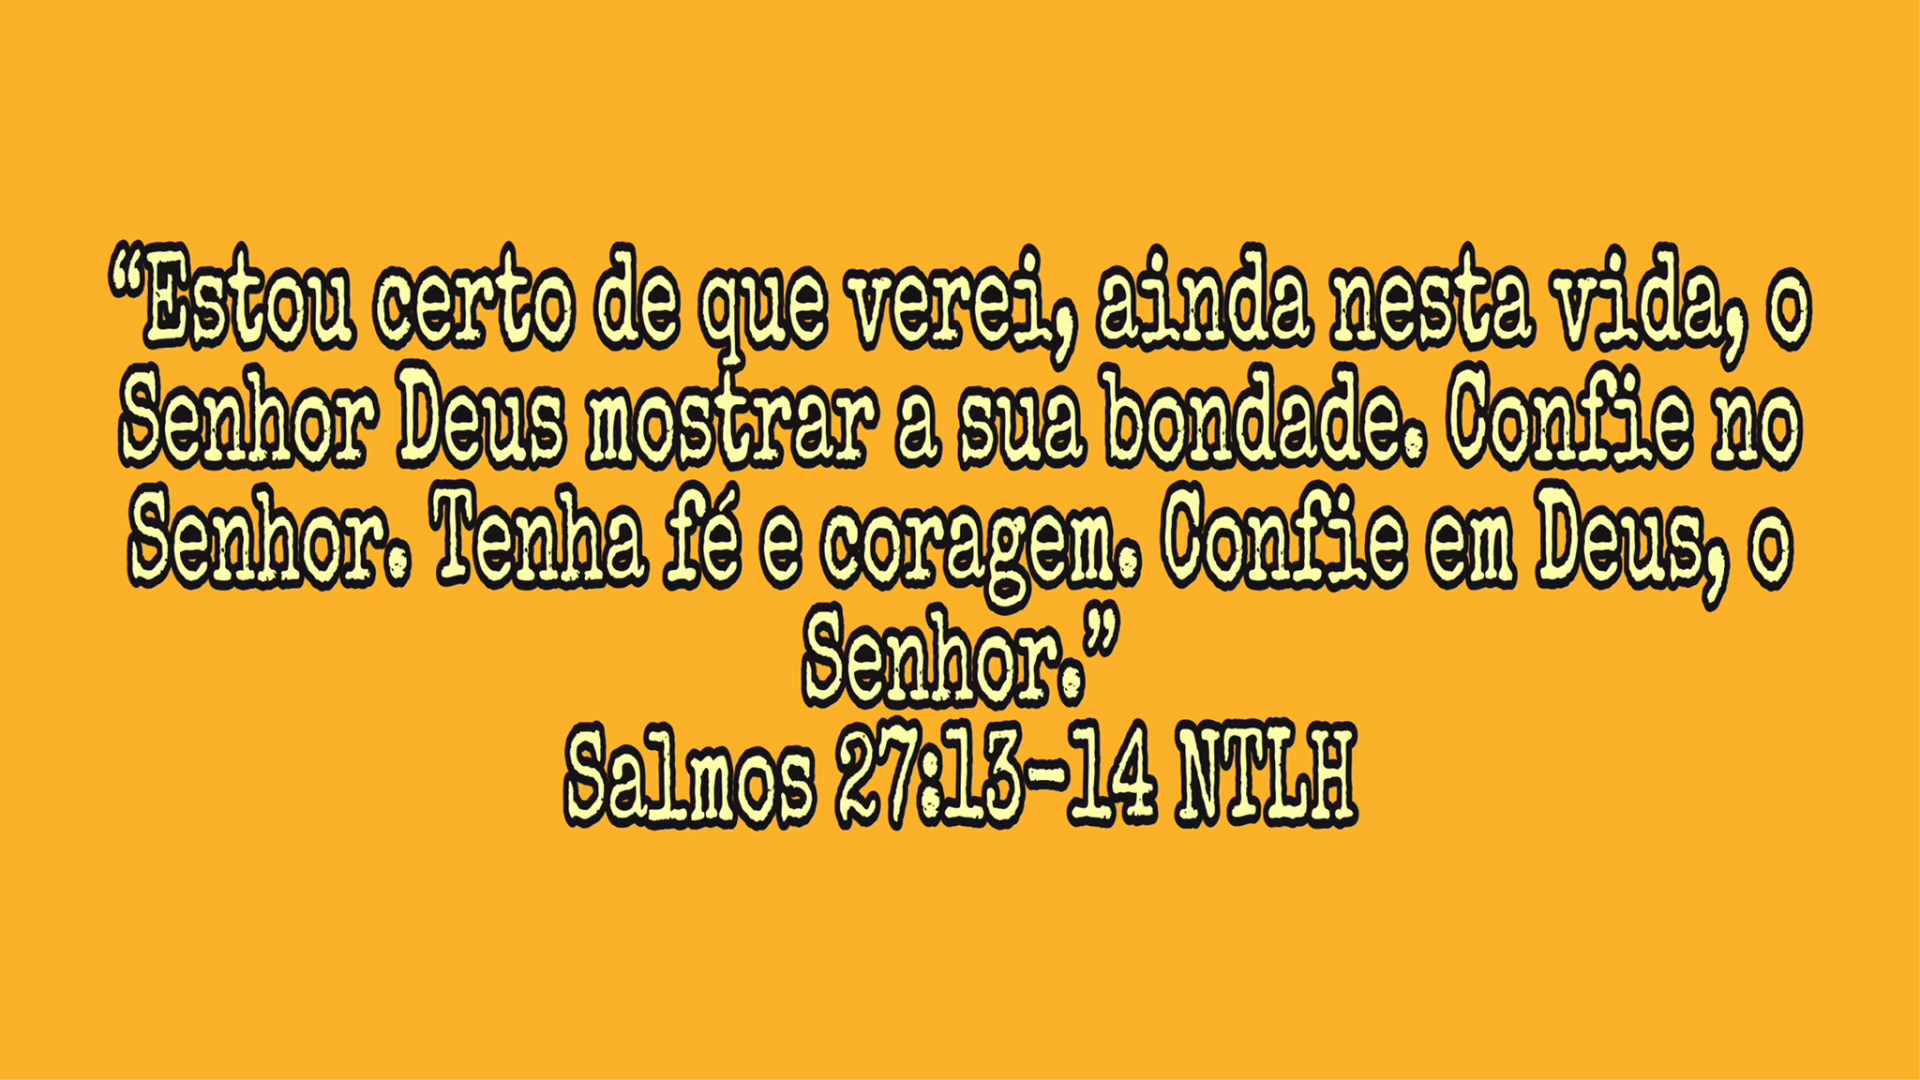 “Estou certo de que verei, ainda nesta vida, o
Senhor Deus mostrar a sua bondade. Confie no
Senhor. Tenha fé e coragem. Confie em Deus, o
Senhor.”
Salmos 27:13-14 NTLH